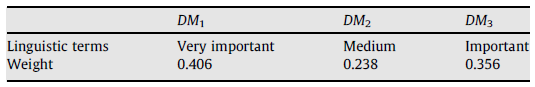 DM1 DM2 DM3
Linguistic terms Very important Medium Important
Weight 0.406 0.238 0.356